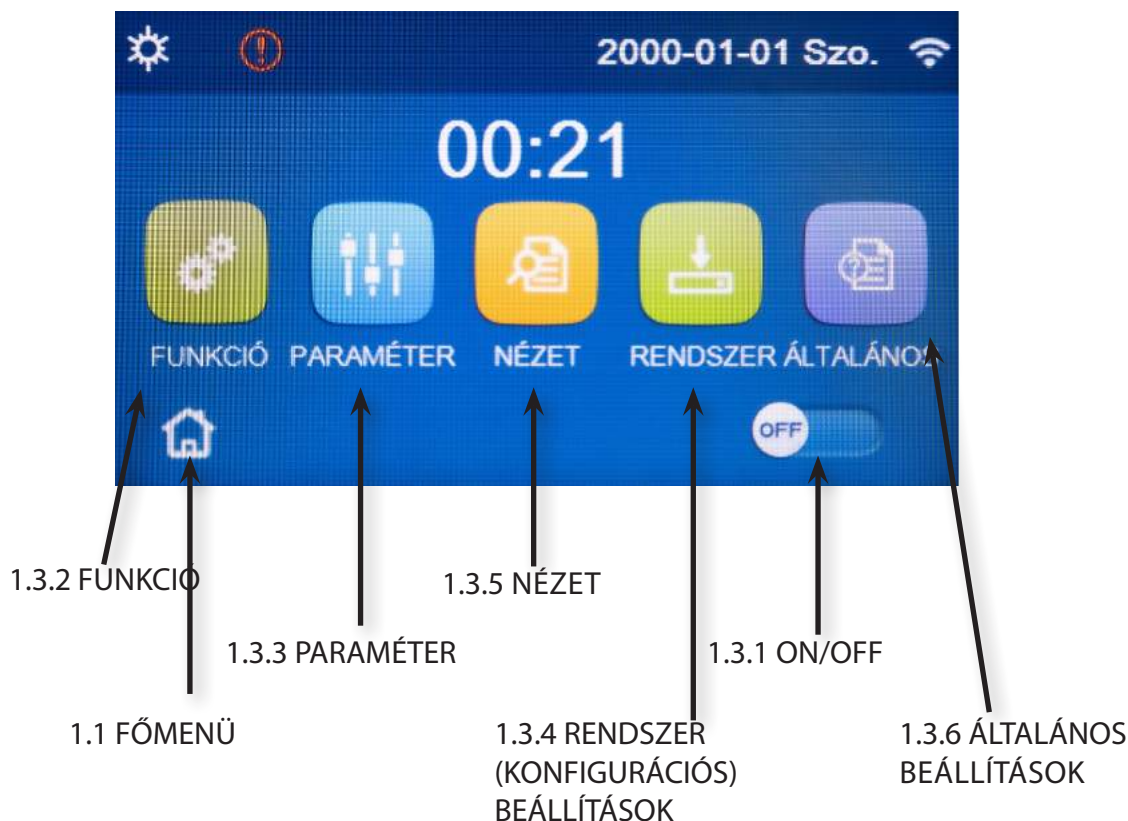 2000-01-01 Szo.
00:21
FUNKCIÓ PARAMÉTER NÉZET RENDSZER ÁLTALÁNOS
OFF
1.3.2 FUNKCIÓ
1.3.5 NÉZET
1.3.3 PARAMÉTER
1.3.1 ON/OFF
1.1 FŐMENÜ
1.3.4 RENDSZER
(KONFIGURÁCIÓS)
BEÁLLÍTÁSOK
1.3.6 ÁLTALÁNOS
BEÁLLÍTÁSOK